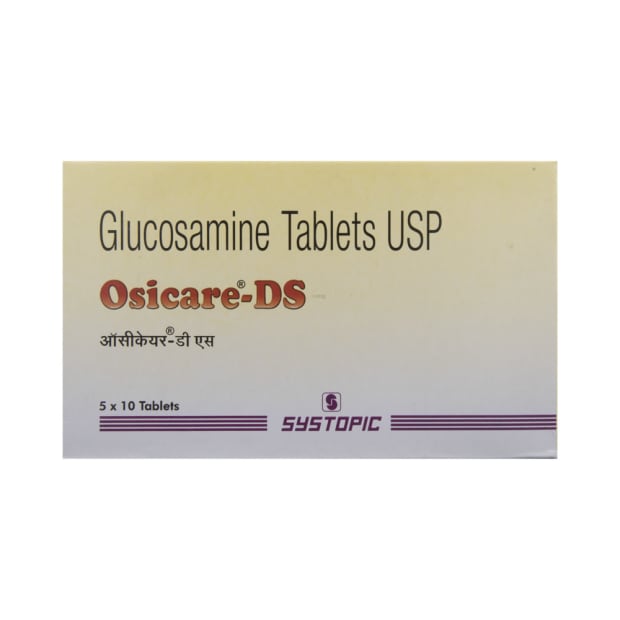 Glucosamine Tablets USP
Osicare®-DS
ऑसीकेयर®-डी एस
5 x 10 Tablets
SYSTOPIC